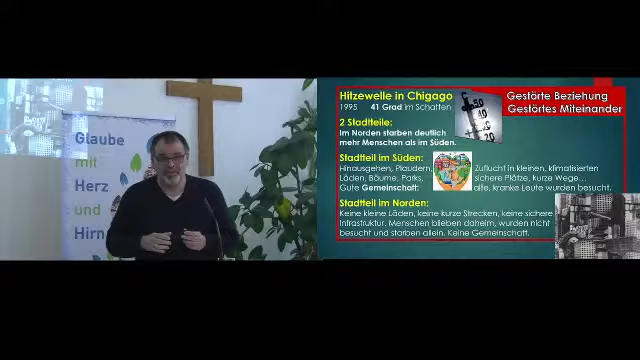 Glaube
mit
Herz
und
Hirn
Hitzewelle in Chigago
1995 41 Grad im Schatten
Gestörte Beziehung
Gestörtes Miteinander
50
40
20
2 Stadtteile:
Im Norden starben deutlich
mehr Menschen als im Süden.
Stadtteil im Süden:
Hinausgehen, Plaudern,
Läden, Bäume, Parks,
Gute Gemeinschaft:
Zuflucht in kleinen, klimatisierten
sichere Plätze, kurze Wege...
alte, kranke Leute wurden besucht.
Stadtteil im Norden:
Keine kleine Läden, keine kurze Strecken, keine sichere
Infrastruktur. Menschen blieben daheim, wurden nicht
besucht und starben allein. Keine Gemeinschaft.